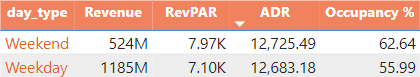 day_type Revenue RevPAR ADR Occupancy %
Weekend 524M 7.97K 12,725.49 62.64
Weekday 1185M 7.10K 12,683.18 55.99